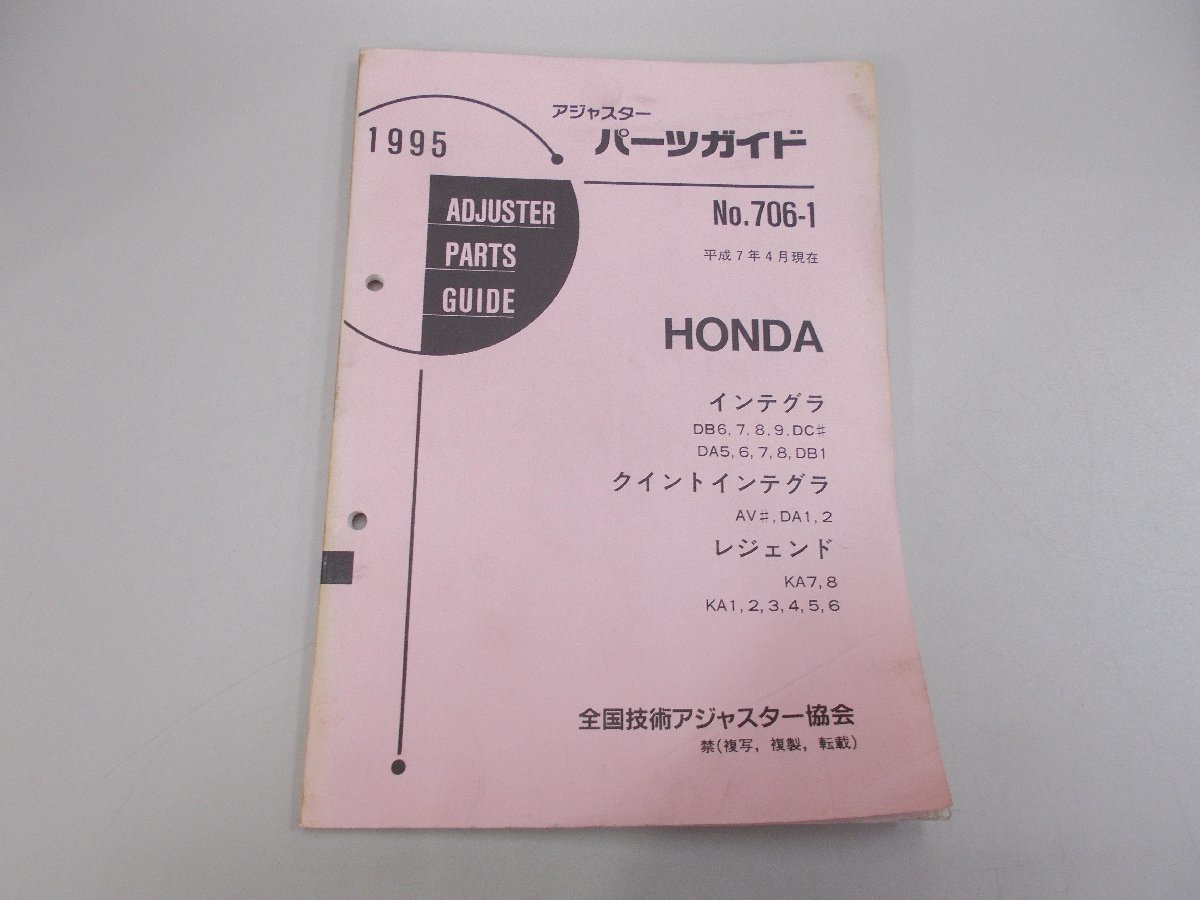 1995
アジャスター
パーツガイド
ADJUSTER
PARTS
GUIDE
No.706-1
平成7年4月現在
HONDA
インテグラ
DB6,7,8,9,DC♯
DA5,6,7,8,DB1
クイントインテグラ
AV♯,DA1,2
レジェンド
KA7,8
KA1,2,3,4,5,6
全国技術アジャスター協会
禁(複写,複製,転載)